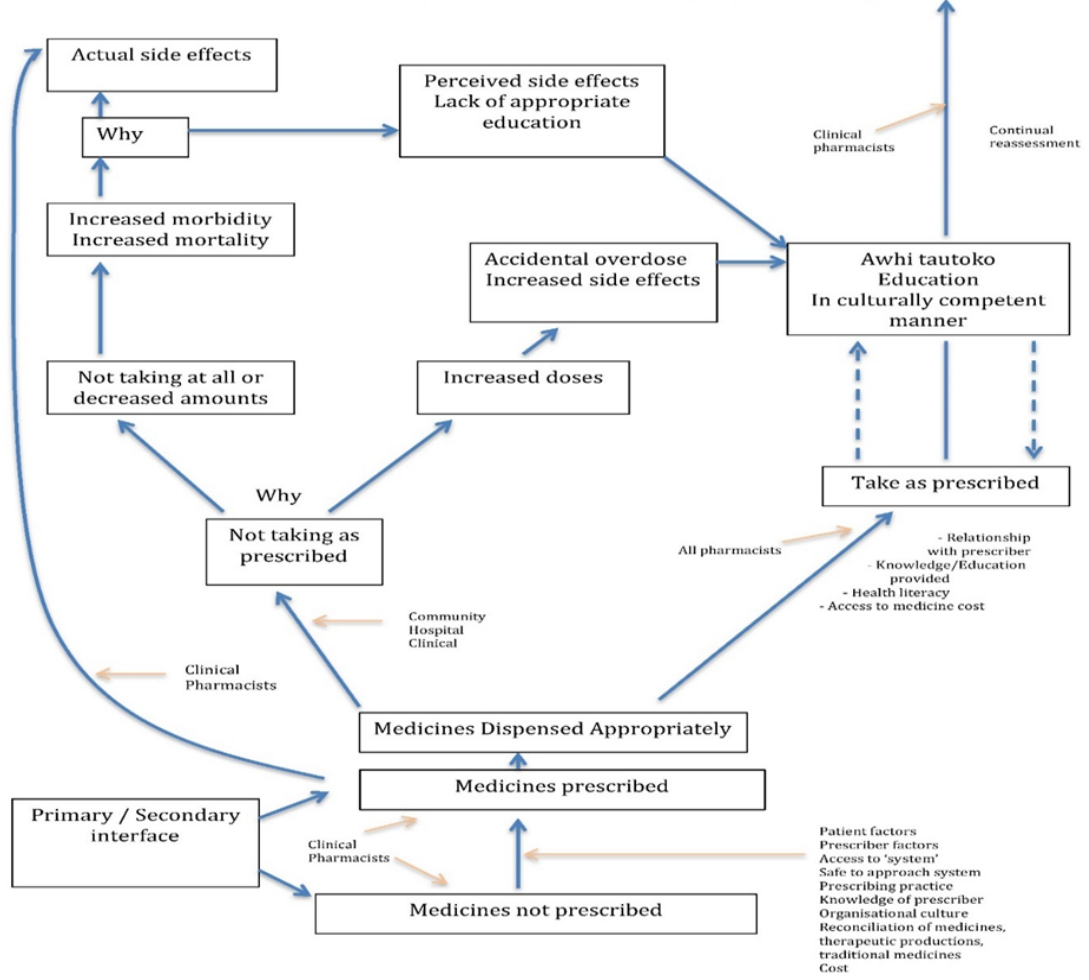 Actual side effects
Perceived side effects
Lack of appropriate
education
Why
Clinical
pharmacists
Continual
reassessment
Increased morbidity
Increased mortality
Accidental overdose
Increased side effects
Awhi tautoko
Education
In culturally competent
manner
Not taking at all or
decreased amounts
Increased doses
Take as prescribed
Why
Not taking as
prescribed
All pharmacists
- Relationship
with prescriber
- Knowledge/Education
provided
- Health literacy
- Access to medicine cost
Community
Hospital
Clinical
Clinical
Pharmacists
Medicines Dispensed Appropriately
Medicines prescribed
Primary / Secondary
interface
Clinical
Pharmacists
Medicines not prescribed
Patient factors
Prescriber factors
Access to ‘system’
Safe to approach system
Prescribing practice
Knowledge of prescriber
Organisational culture
Reconciliation of medicines,
therapeutic productions,
traditional medicines
Cost